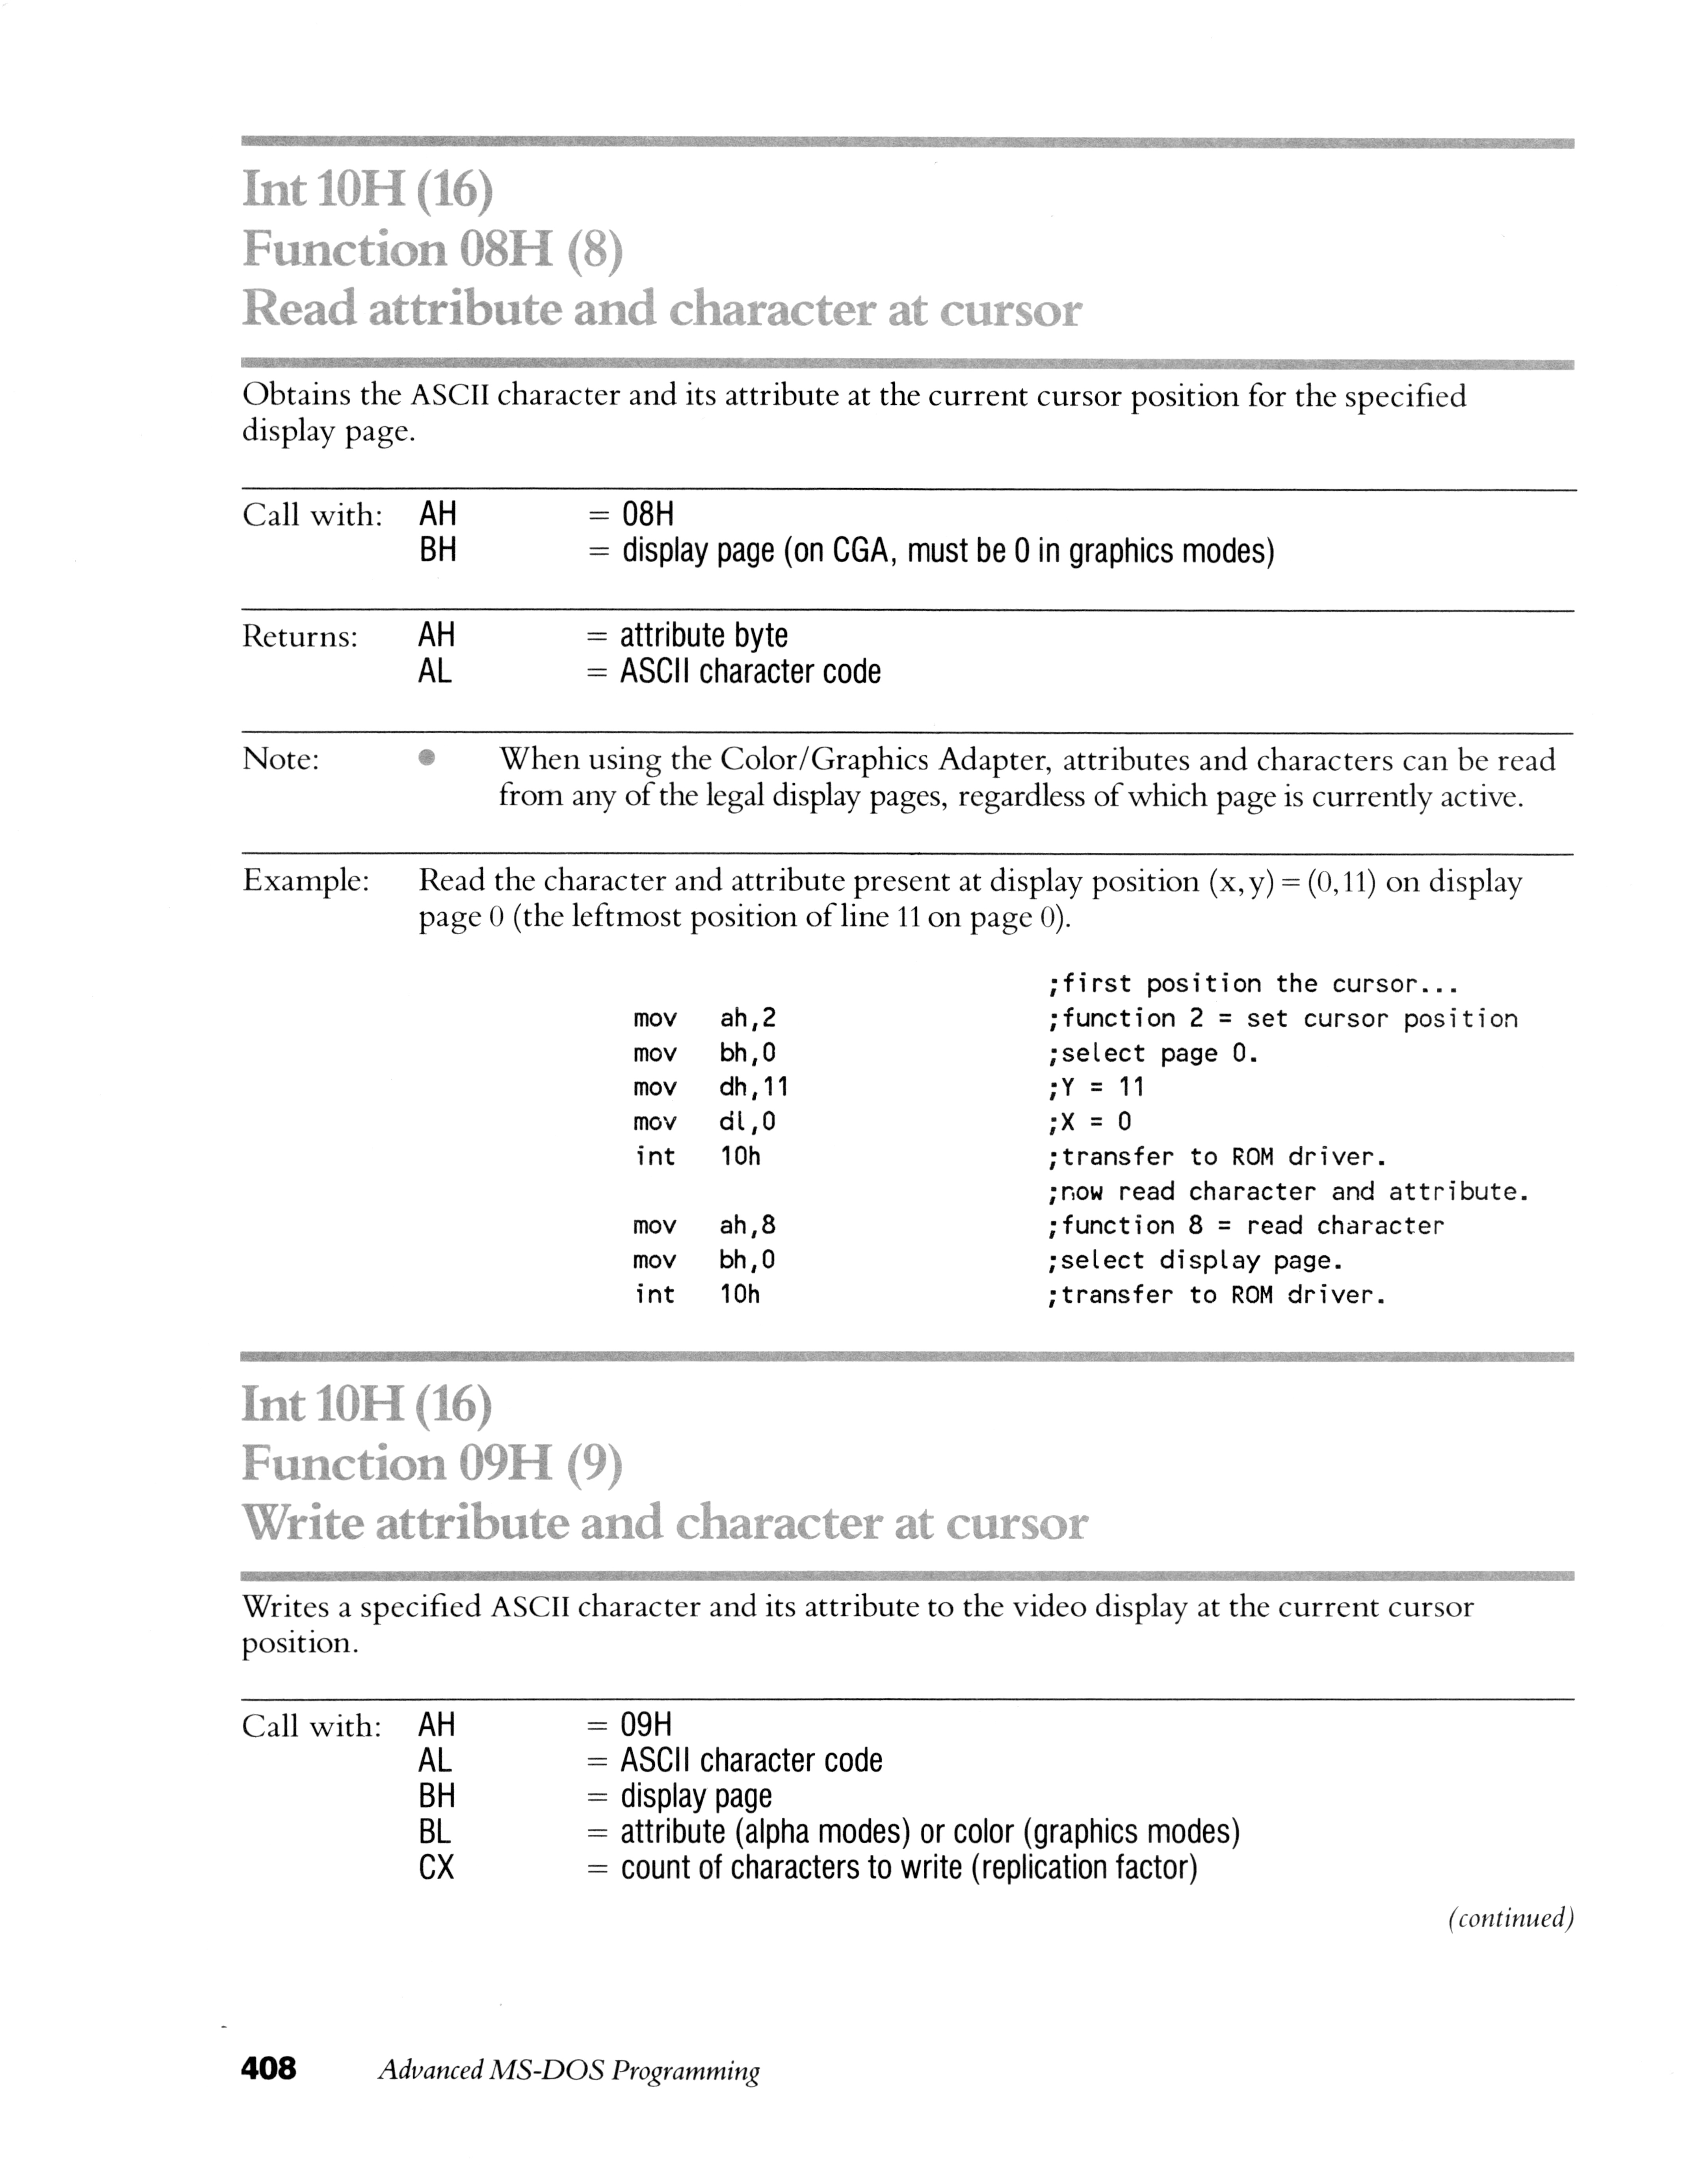 Int 10H (16)
Function 08H (8)
Read attribute and character at cursor
Obtains the ASCII character and its attribute at the current cursor position for the specified
display page.
Call with: AH = 08H
BH = display page (on CGA, must be 0 in graphics modes)
Returns: AH = attribute byte
AL = ASCII character code
Note: • When using the Color/Graphics Adapter, attributes and characters can be read
from any of the legal display pages, regardless of which page is currently active.
Example: Read the character and attribute present at display position (x,y) = (0,11) on display
page 0 (the leftmost position of line 11 on page 0).
;first position the cursor...
mov ah,2 ;function 2 = set cursor position
mov bh,0 ;select page 0.
mov dh,11 ;Y = 11
mov dl,0 ;X = 0
int 10h ;transfer to ROM driver.
;now read character and attribute.
mov ah,8 ;function 8 = read character
mov bh,0 ;select display page.
int 10h ;transfer to ROM driver.
Int 10H (16)
Function 09H (9)
Write attribute and character at cursor
Writes a specified ASCII character and its attribute to the video display at the current cursor
position.
Call with: AH = 09H
AL = ASCII character code
BH = display page
BL = attribute (alpha modes) or color (graphics modes)
CX = count of characters to write (replication factor)
(continued)
408 Advanced MS-DOS Programming